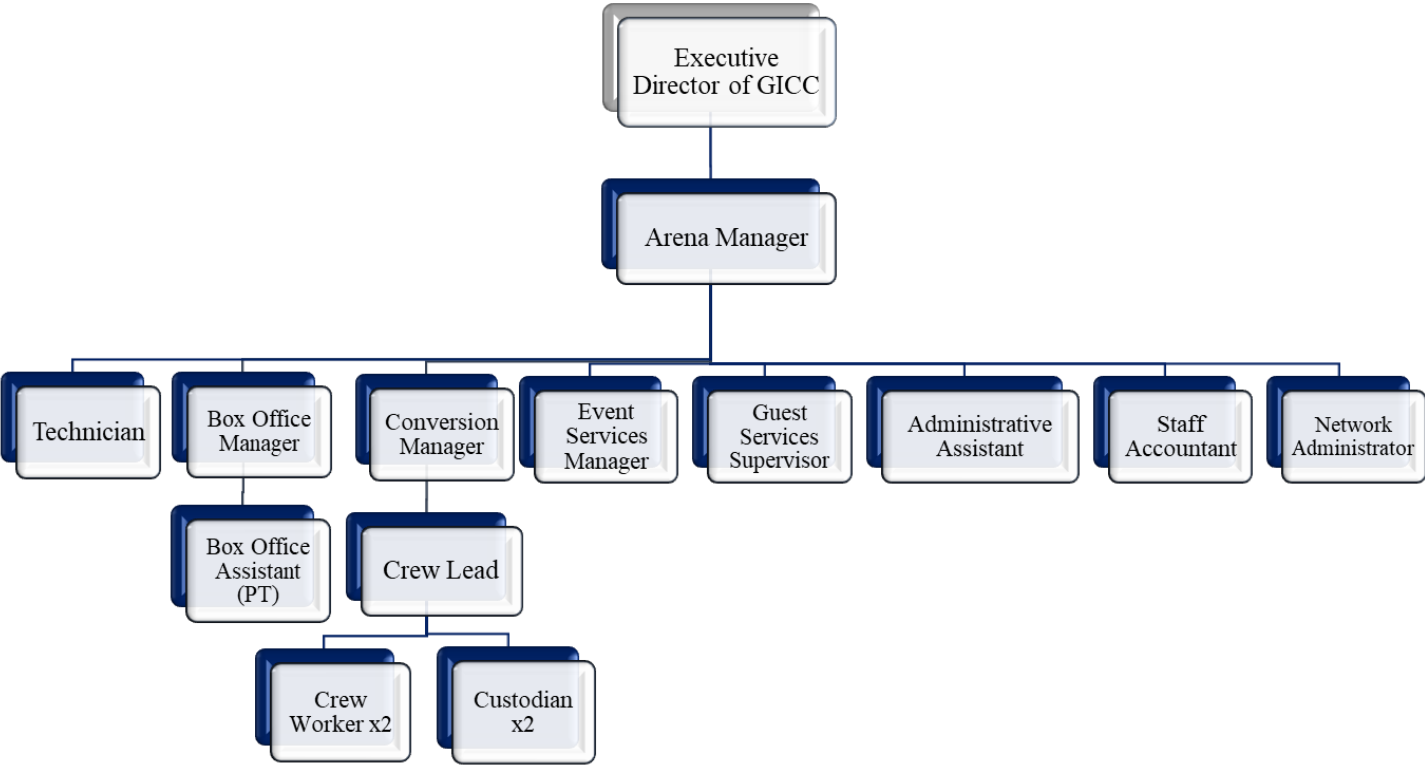 Executive
Director of GICC
Arena Manager
Technician
Box Office
Manager
Conversion
Manager
Event
Services
Manager
Guest
Services
Supervisor
Administrative
Assistant
Staff
Accountant
Network
Administrator
Box Office
Assistant
(PT)
Crew Lead
Crew
Worker x2
Custodian
x2